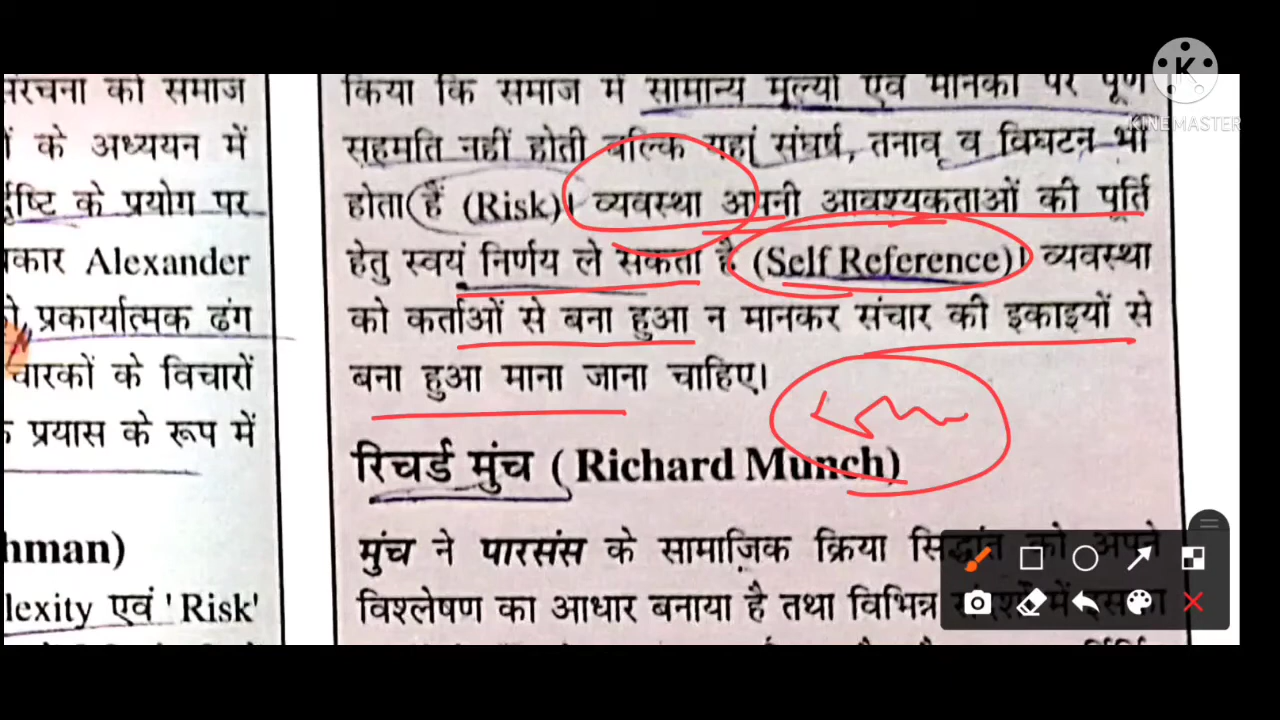 संरचना को समाज
के अध्ययन में
के प्रयोग पर
Alexander
प्रकार्यात्मक ढंग
के विचारों
प्रयास के रूप में
hman)
lexity एवं 'Risk'
किया कि समाज में सामान्य मूल्यों एवं मानकों पर पूर्ण
सहमति नहीं होती बल्कि यहां संघर्ष, तनाव व विघटन भी
होता हैं (Risk)। व्यवस्था अपनी आवश्यकताओं की पूर्ति
हेतु स्वयं निर्णय ले सकता है (Self Reference)। व्यवस्था
को कर्ताओं से बना हुआ न मानकर संचार की इकाइयों से
बना हुआ माना जाना चाहिए।
रिचर्ड मुंच (Richard Munch)
मुंच ने पारसंस के सामाजिक क्रिया सिद्धांत को अपने
विश्लेषण का आधार बनाया है तथा विभिन्न
KINEMASTER